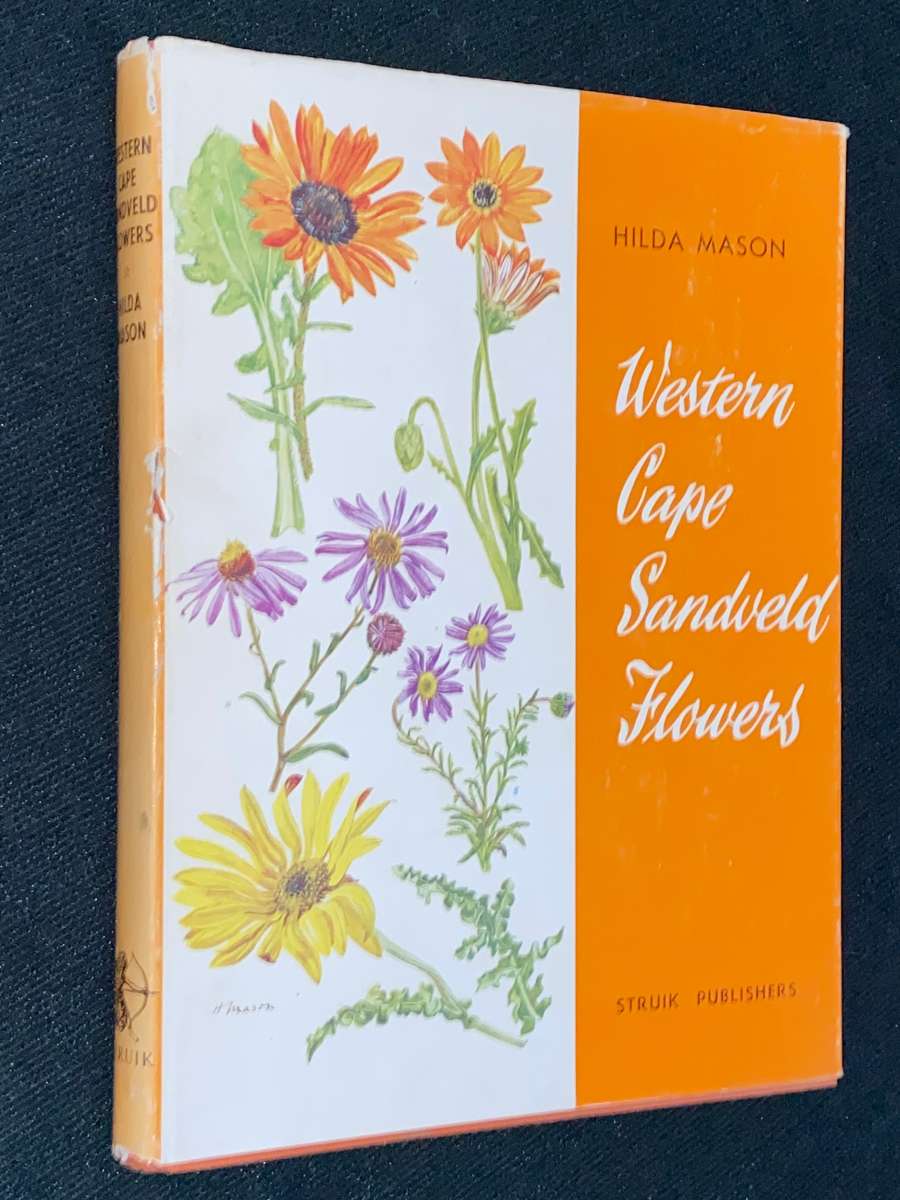 HILDA MASON
Western
Cape
Sandveld
Flowers
STRUIK PUBLISHERS
H Mason
WESTERN
CAPE
SANDVELD
FLOWERS
HILDA
MASON
STRUIK